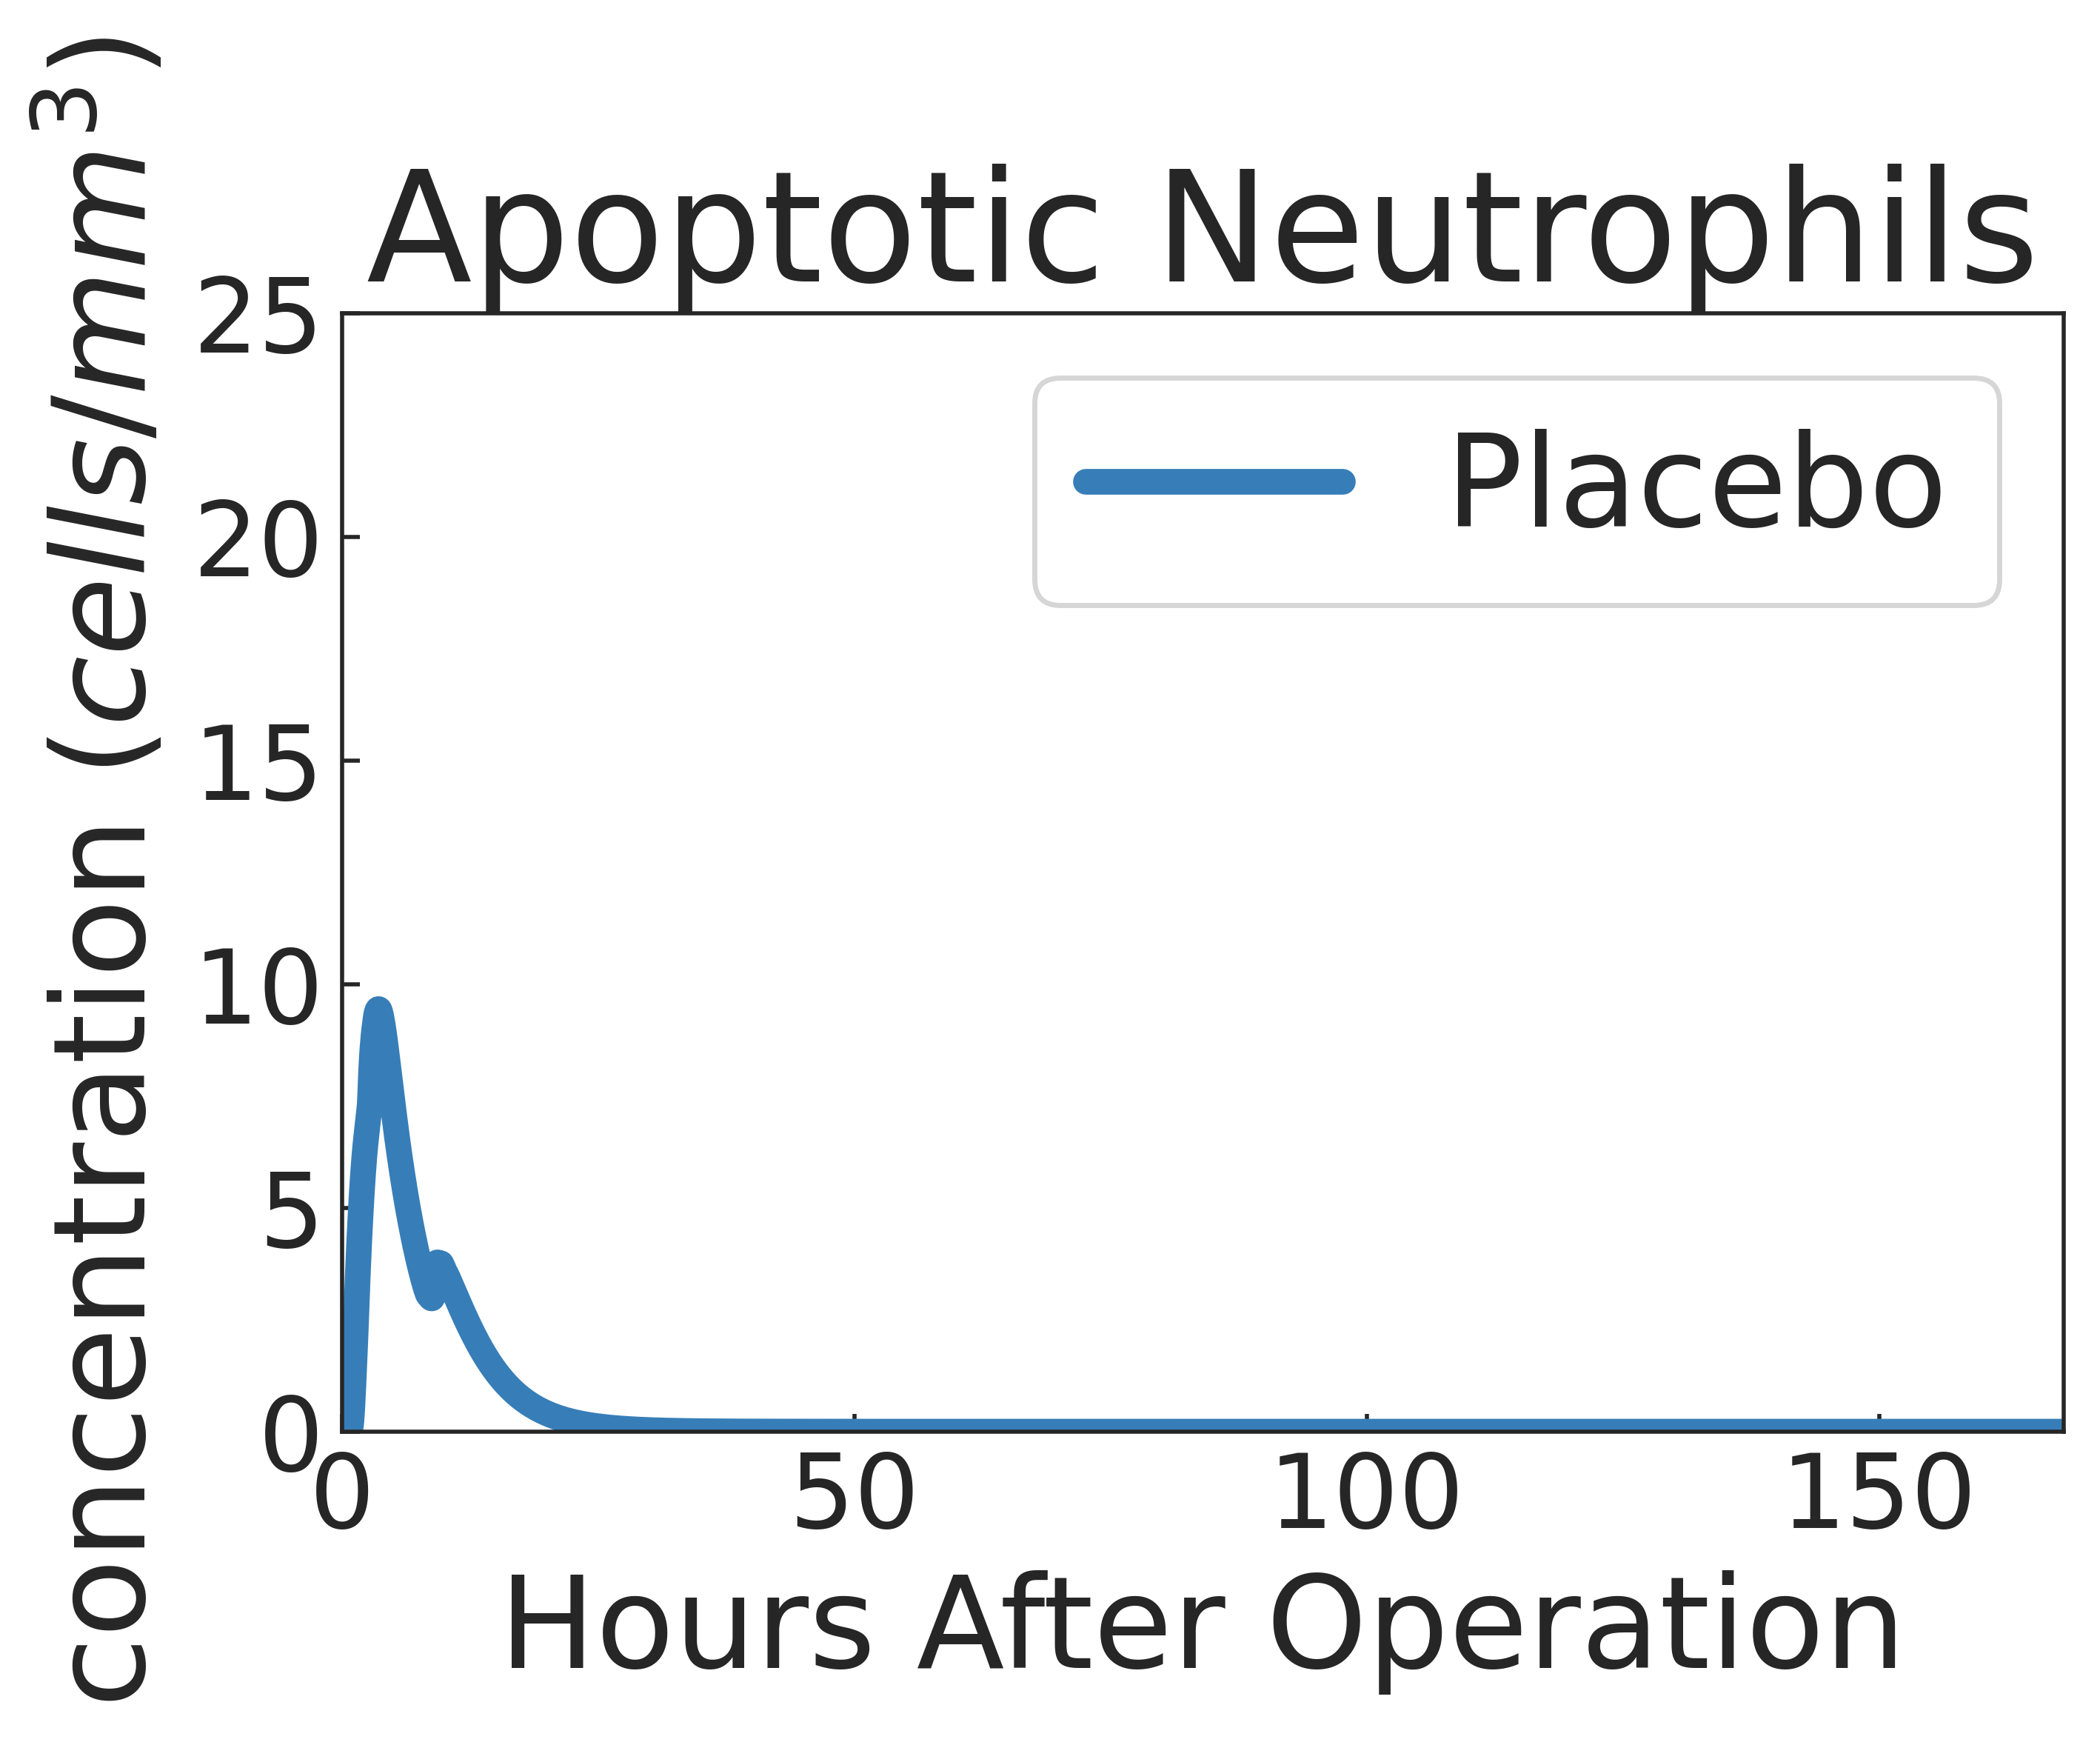 Apoptotic Neutrophils
concentration (cells/mm³)
25
20
15
10
5
0
Placebo
0 50 100 150
Hours After Operation